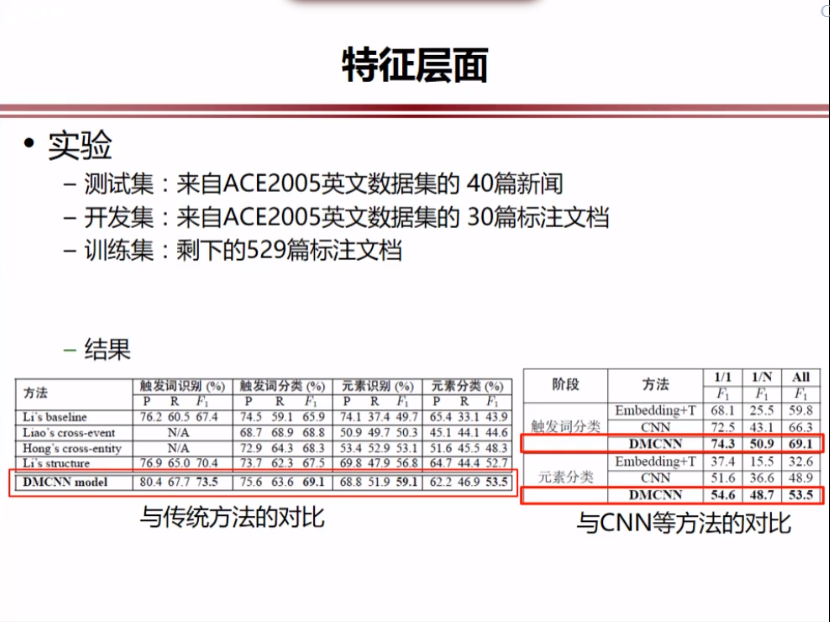 特征层面
• 实验
– 测试集：来自ACE2005英文数据集的 40篇新闻
– 开发集：来自ACE2005英文数据集的 30篇标注文档
– 训练集：剩下的529篇标注文档
– 结果
方法 触发词识别 (%) 触发词分类 (%) 元素识别 (%) 元素分类 (%)
P R F1 P R F1 P R F1 P R F1
Li's baseline 76.2 60.5 67.4 74.5 59.1 65.9 74.1 37.4 49.7 65.4 33.1 43.9
Liao's cross-event N/A 68.7 68.9 68.8 50.9 49.7 50.3 45.1 44.1 44.6
Hong's cross-entity N/A 72.9 64.3 68.3 53.4 52.9 53.1 51.6 45.5 48.3
Li's structure 76.9 65.0 70.4 73.7 62.3 67.5 69.8 47.9 56.8 64.7 44.4 52.7
DMCNN model 80.4 67.7 73.5 75.6 63.6 69.1 68.8 51.9 59.1 62.2 46.9 53.5
与传统方法的对比
阶段 方法 1/1 1/N All
F1 F1 F1
触发词分类 Embedding+T 68.1 25.5 59.8
CNN 72.5 43.1 66.3
DMCNN 74.3 50.9 69.1
元素分类 Embedding+T 37.4 15.5 32.6
CNN 51.6 36.6 48.9
DMCNN 54.6 48.7 53.5
与CNN等方法的对比